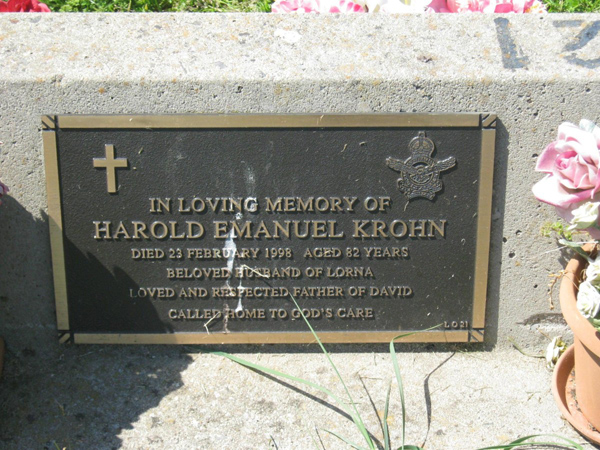 IN LOVING MEMORY OF
HAROLD EMANUEL KROHN
DIED 23 FEBRUARY 1998 AGED 82 YEARS
BELOVED HUSBAND OF LORNA
LOVED AND RESPECTED FATHER OF DAVID
CALLED HOME TO GOD'S CARE
L O 21